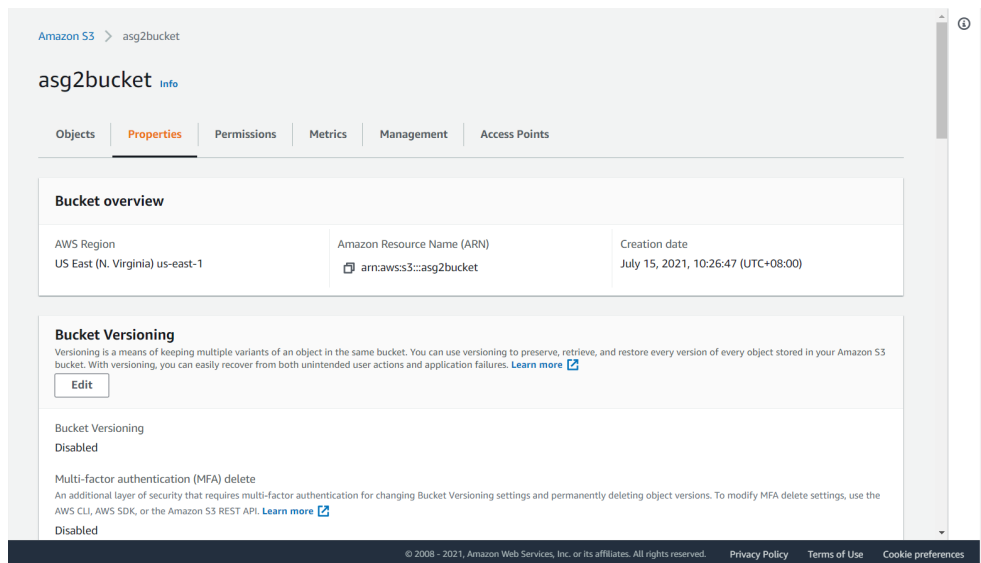 Amazon S3 > asg2bucket
asg2bucket Info
Objects Properties Permissions Metrics Management Access Points
Bucket overview
AWS Region Amazon Resource Name (ARN) Creation date
US East (N. Virginia) us-east-1 arn:aws:s3:::asg2bucket July 15, 2021, 10:26:47 (UTC+08:00)
Bucket Versioning
Versioning is a means of keeping multiple variants of an object in the same bucket. You can use versioning to preserve, retrieve, and restore every version of every object stored in your Amazon S3
bucket. With versioning, you can easily recover from both unintended user actions and application failures. Learn more
Edit
Bucket Versioning
Disabled
Multi-factor authentication (MFA) delete
An additional layer of security that requires multi-factor authentication for changing Bucket Versioning settings and permanently deleting object versions. To modify MFA delete settings, use the
AWS CLI, AWS SDK, or the Amazon S3 REST API. Learn more
Disabled
© 2008 - 2021, Amazon Web Services, Inc. or its affiliates. All rights reserved. Privacy Policy Terms of Use Cookie preferences